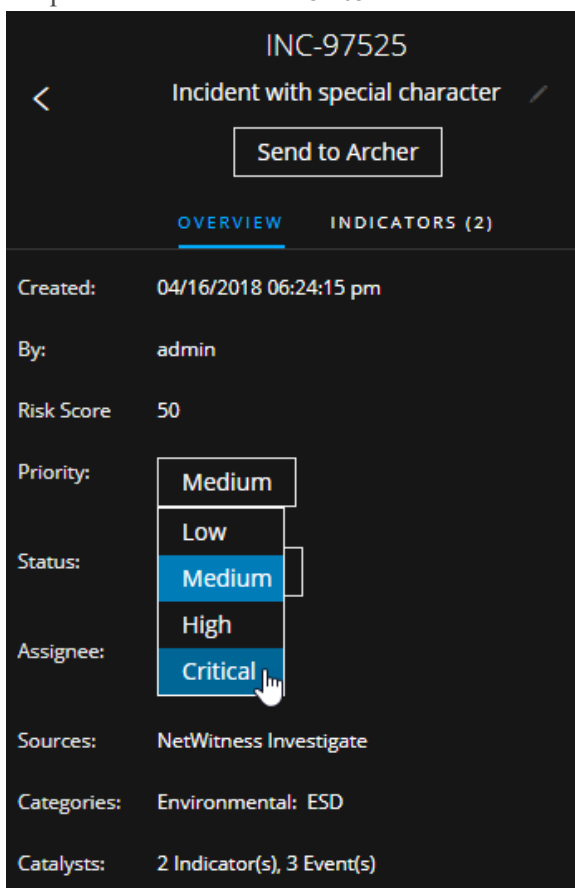 INC-97525
Incident with special character
Send to Archer
OVERVIEW INDICATORS (2)
Created: 04/16/2018 06:24:15 pm
By: admin
Risk Score 50
Priority: Medium
Low
Status:
Medium
High
Assignee:
Critical
Sources: NetWitness Investigate
Categories: Environmental: ESD
Catalysts: 2 Indicator(s), 3 Event(s)